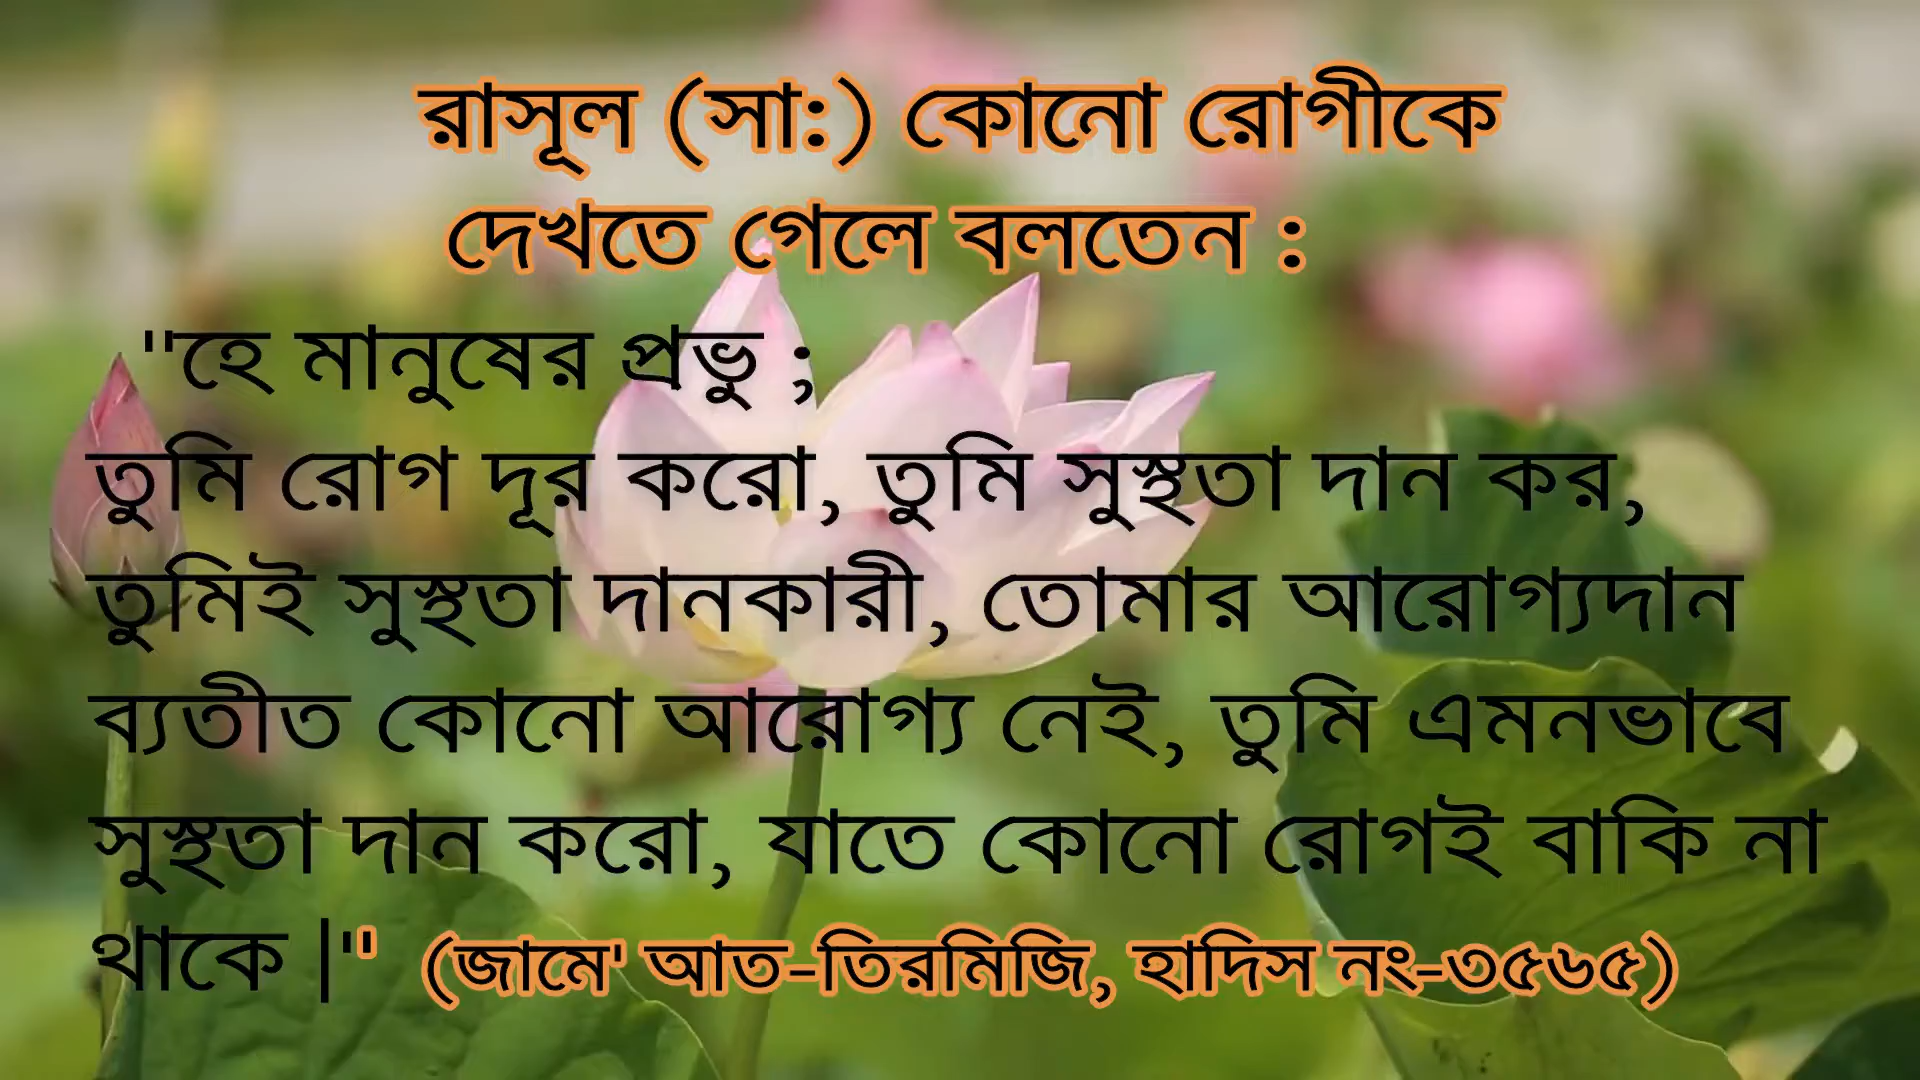 রাসূল (সা:) কোনো রোগীকে
দেখতে গেলে বলতেন :
"হে মানুষের প্রভু ;
তুমি রোগ দূর করো, তুমি সুস্থতা দান কর,
তুমিই সুস্থতা দানকারী, তোমার আরোগ্যদান
ব্যতীত কোনো আরোগ্য নেই, তুমি এমনভাবে
সুস্থতা দান করো, যাতে কোনো রোগই বাকি না
থাকে |" (জামে' আত-তিরমিজি, হাদিস নং-৩৫৬৫)